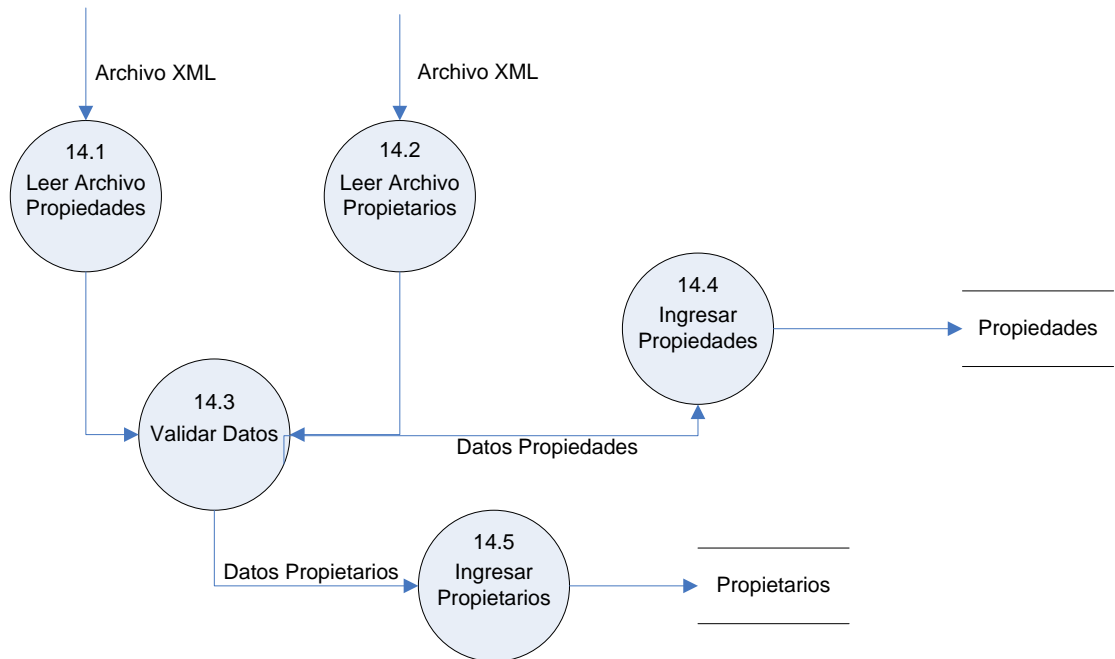 Archivo XML
Archivo XML
14.1
Leer Archivo
Propiedades
14.2
Leer Archivo
Propietarios
14.4
Ingresar
Propiedades
Propiedades
14.3
Validar Datos
Datos Propiedades
14.5
Ingresar
Propietarios
Datos Propietarios
Propietarios